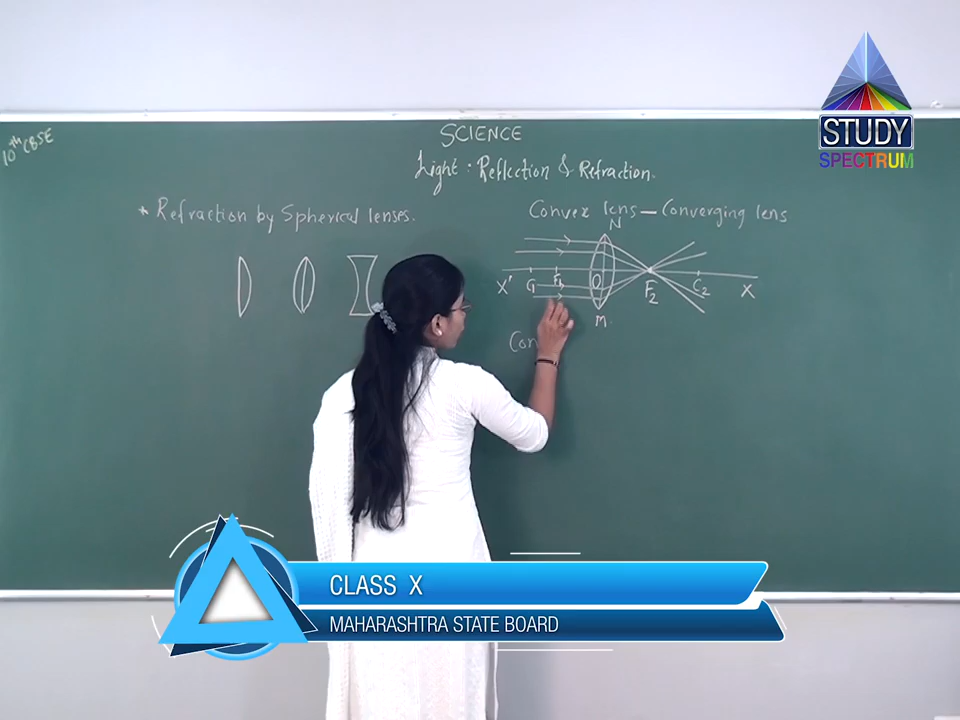 10th CBSE
SCIENCE
Light : Reflection & Refraction.
* Refraction by Spherical lenses.
Convex lens — Converging lens
N
X' C1 F1 O F2 C2 X
M
Con
STUDY
SPECTRUM
CLASS X
MAHARASHTRA STATE BOARD